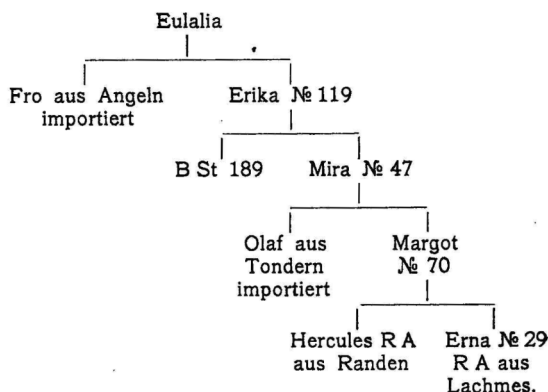 Eulalia
Fro aus Angeln
importiert
Erika № 119
B St 189
Mira № 47
Olaf aus
Tondern
importiert
Margot
№ 70
Hercules R A
aus Randen
Erna № 29
R A aus
Lachmes.